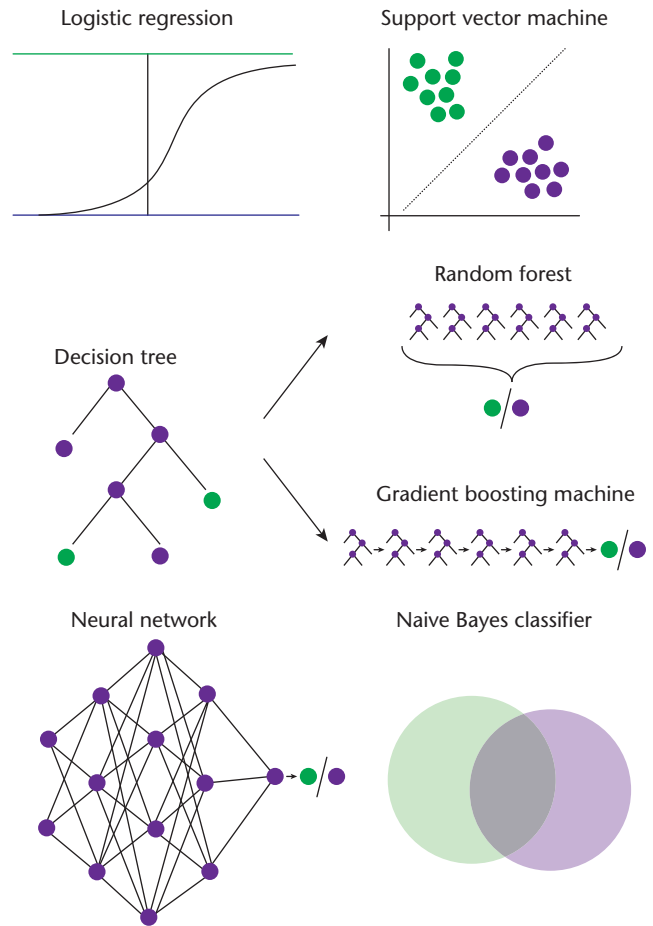 Logistic regression
Support vector machine
Random forest
Decision tree
Gradient boosting machine
Neural network
Naive Bayes classifier